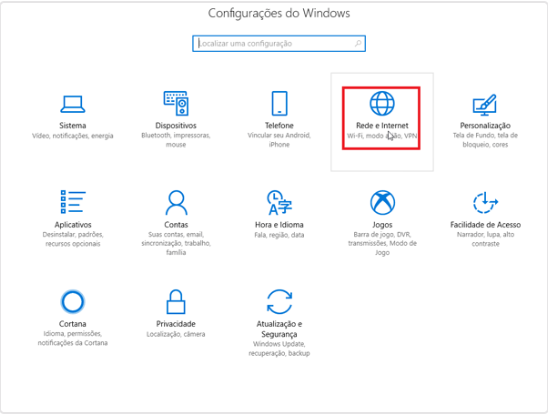 Configurações do Windows
Localizar uma configuração
Sistema
Vídeo, notificações, energia
Dispositivos
Bluetooth, impressoras,
mouse
Telefone
Vincular seu Android,
iPhone
Rede e Internet
Wi-Fi, modo avião, VPN
Personalização
Tela de Fundo, tela de
bloqueio, cores
Aplicativos
Desinstalar, padrões,
recursos opcionais
Contas
Suas contas, email,
sincronização, trabalho,
família
Hora e Idioma
Fala, região, data
Jogos
Barra de jogo, DVR,
transmissões, Modo de
Jogo
Facilidade de Acesso
Narrador, lupa, alto
contraste
Cortana
Idioma, permissões,
notificações da Cortana
Privacidade
Localização, câmera
Atualização e
Segurança
Windows Update,
recuperação, backup